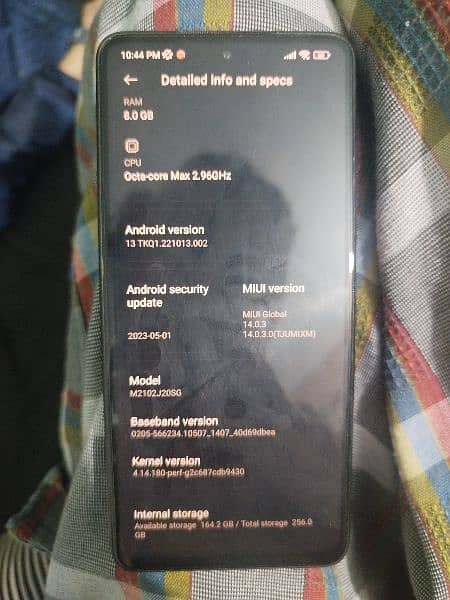 10:44 PM
Detailed info and specs
RAM
8.0 GB
CPU
Octa-core Max 2.96GHz
Android version
13 TKQ1.221013.002
Android security
update
2023-05-01
MIUI version
MIUI Global
14.0.3
14.0.3.0(TJUMIXM)
Model
M2102J20SG
Baseband version
0205-566234.10507_1407_40d69dbea
Kernel version
4.14.180-perf-g2c687cdb9430
Internal storage
Available storage 164.2 GB / Total storage 256.0
GB